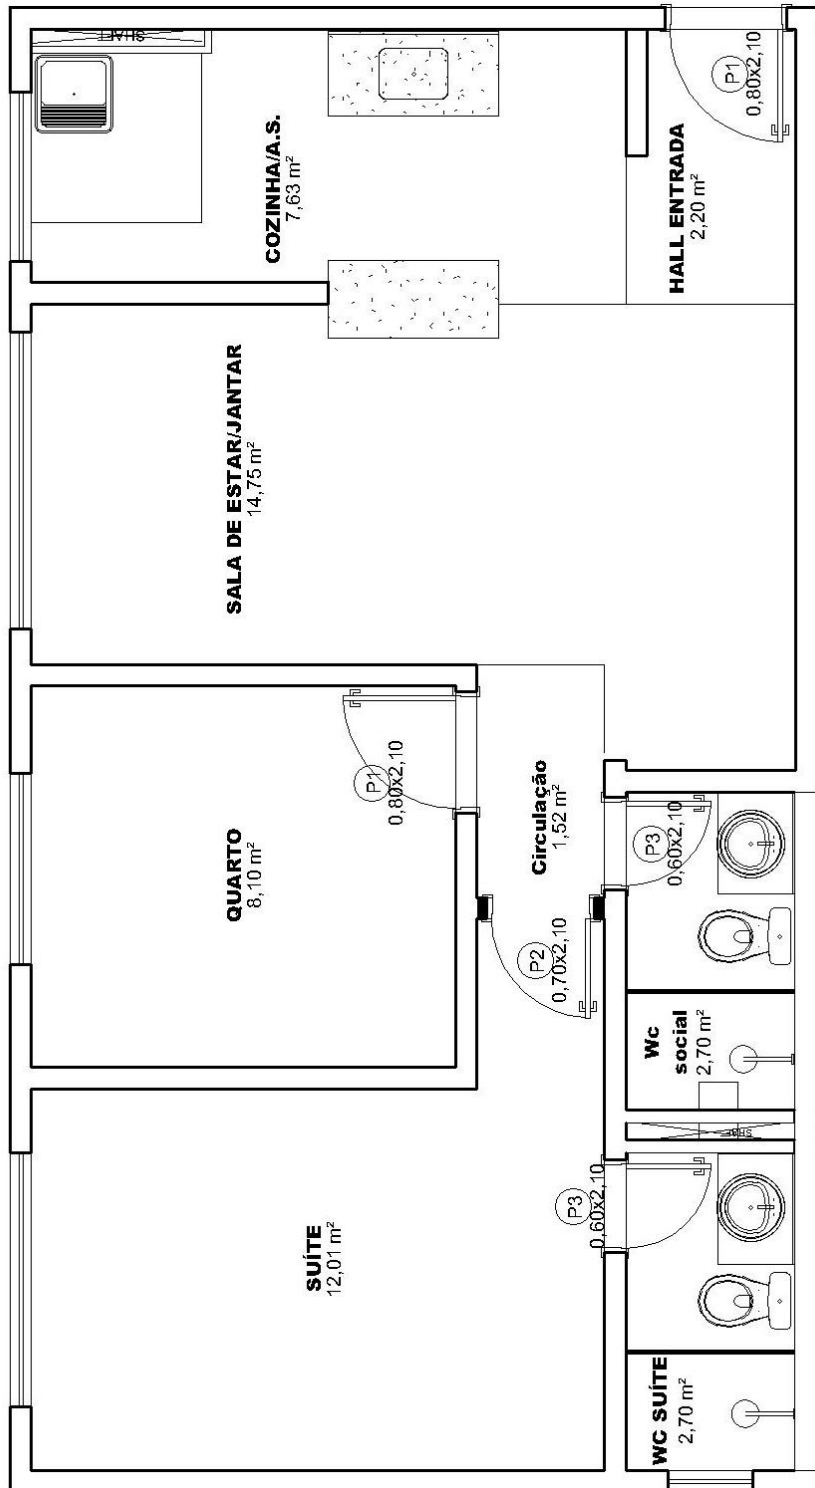 SHAFT
P1
0,80x2,10
COZINHA/A.S.
7,63 m²
HALL ENTRADA
2,20 m²
SALA DE ESTAR/JANTAR
14,75 m²
P1
0,80x2,10
QUARTO
8,10 m²
Circulação
1,52 m²
P3
0,60x2,10
P2
0,70x2,10
Wc
social
2,70 m²
P3
0,60x2,10
SUÍTE
12,01 m²
WC SUÍTE
2,70 m²